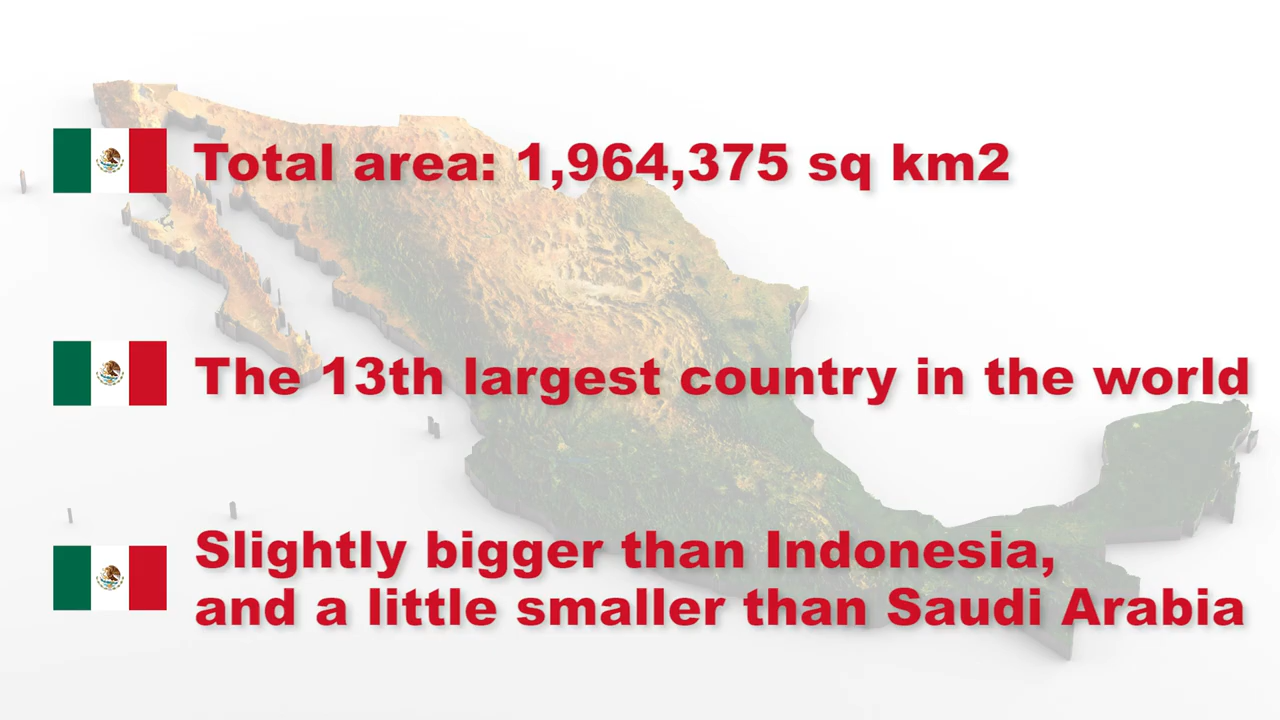 Total area: 1,964,375 sq km2
The 13th largest country in the world
Slightly bigger than Indonesia,
and a little smaller than Saudi Arabia